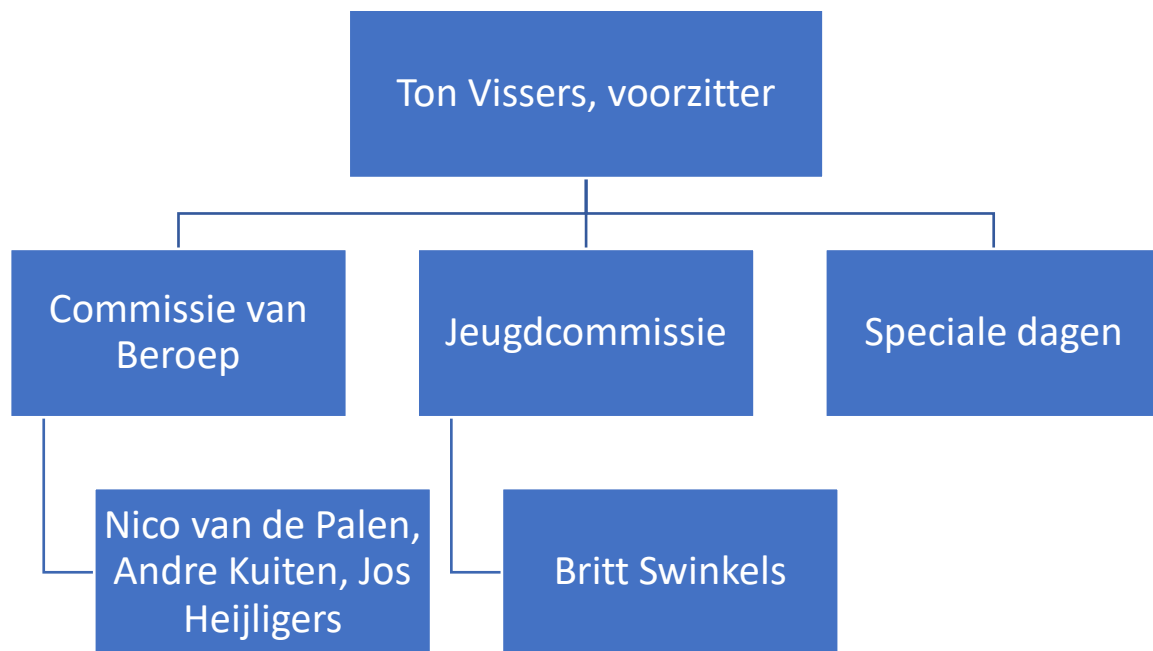 Ton Vissers, voorzitter
Commissie van
Beroep
Jeugdcommissie
Speciale dagen
Nico van de Palen,
Andre Kuiten, Jos
Heijligers
Britt Swinkels